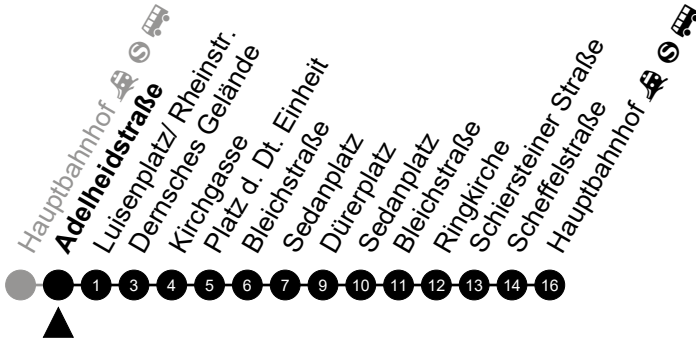 Hauptbahnhof S
Adelheidstraße
Luisenplatz/ Rheinstr.
Dernsches Gelände
Kirchgasse
Platz d. Dt. Einheit
Bleichstraße
Sedanplatz
Dürerplatz
Sedanplatz
Bleichstraße
Ringkirche
Schiersteiner Straße
Scheffelstraße
Hauptbahnhof S
1 3 4 5 6 7 9 10 11 12 13 14 16